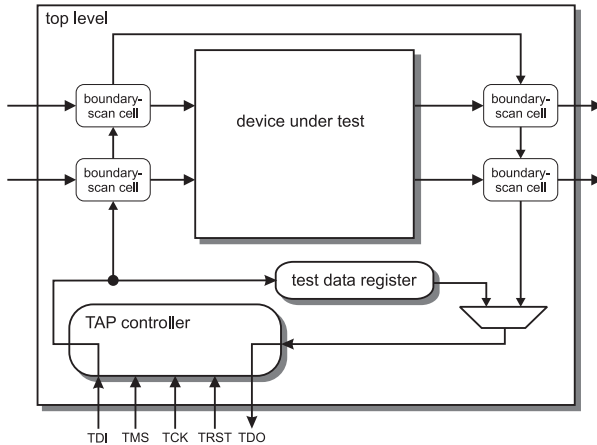 top level
boundary-
scan cell
device under test
boundary-
scan cell
boundary-
scan cell
boundary-
scan cell
test data register
TAP controller
TDI TMS TCK TRST TDO